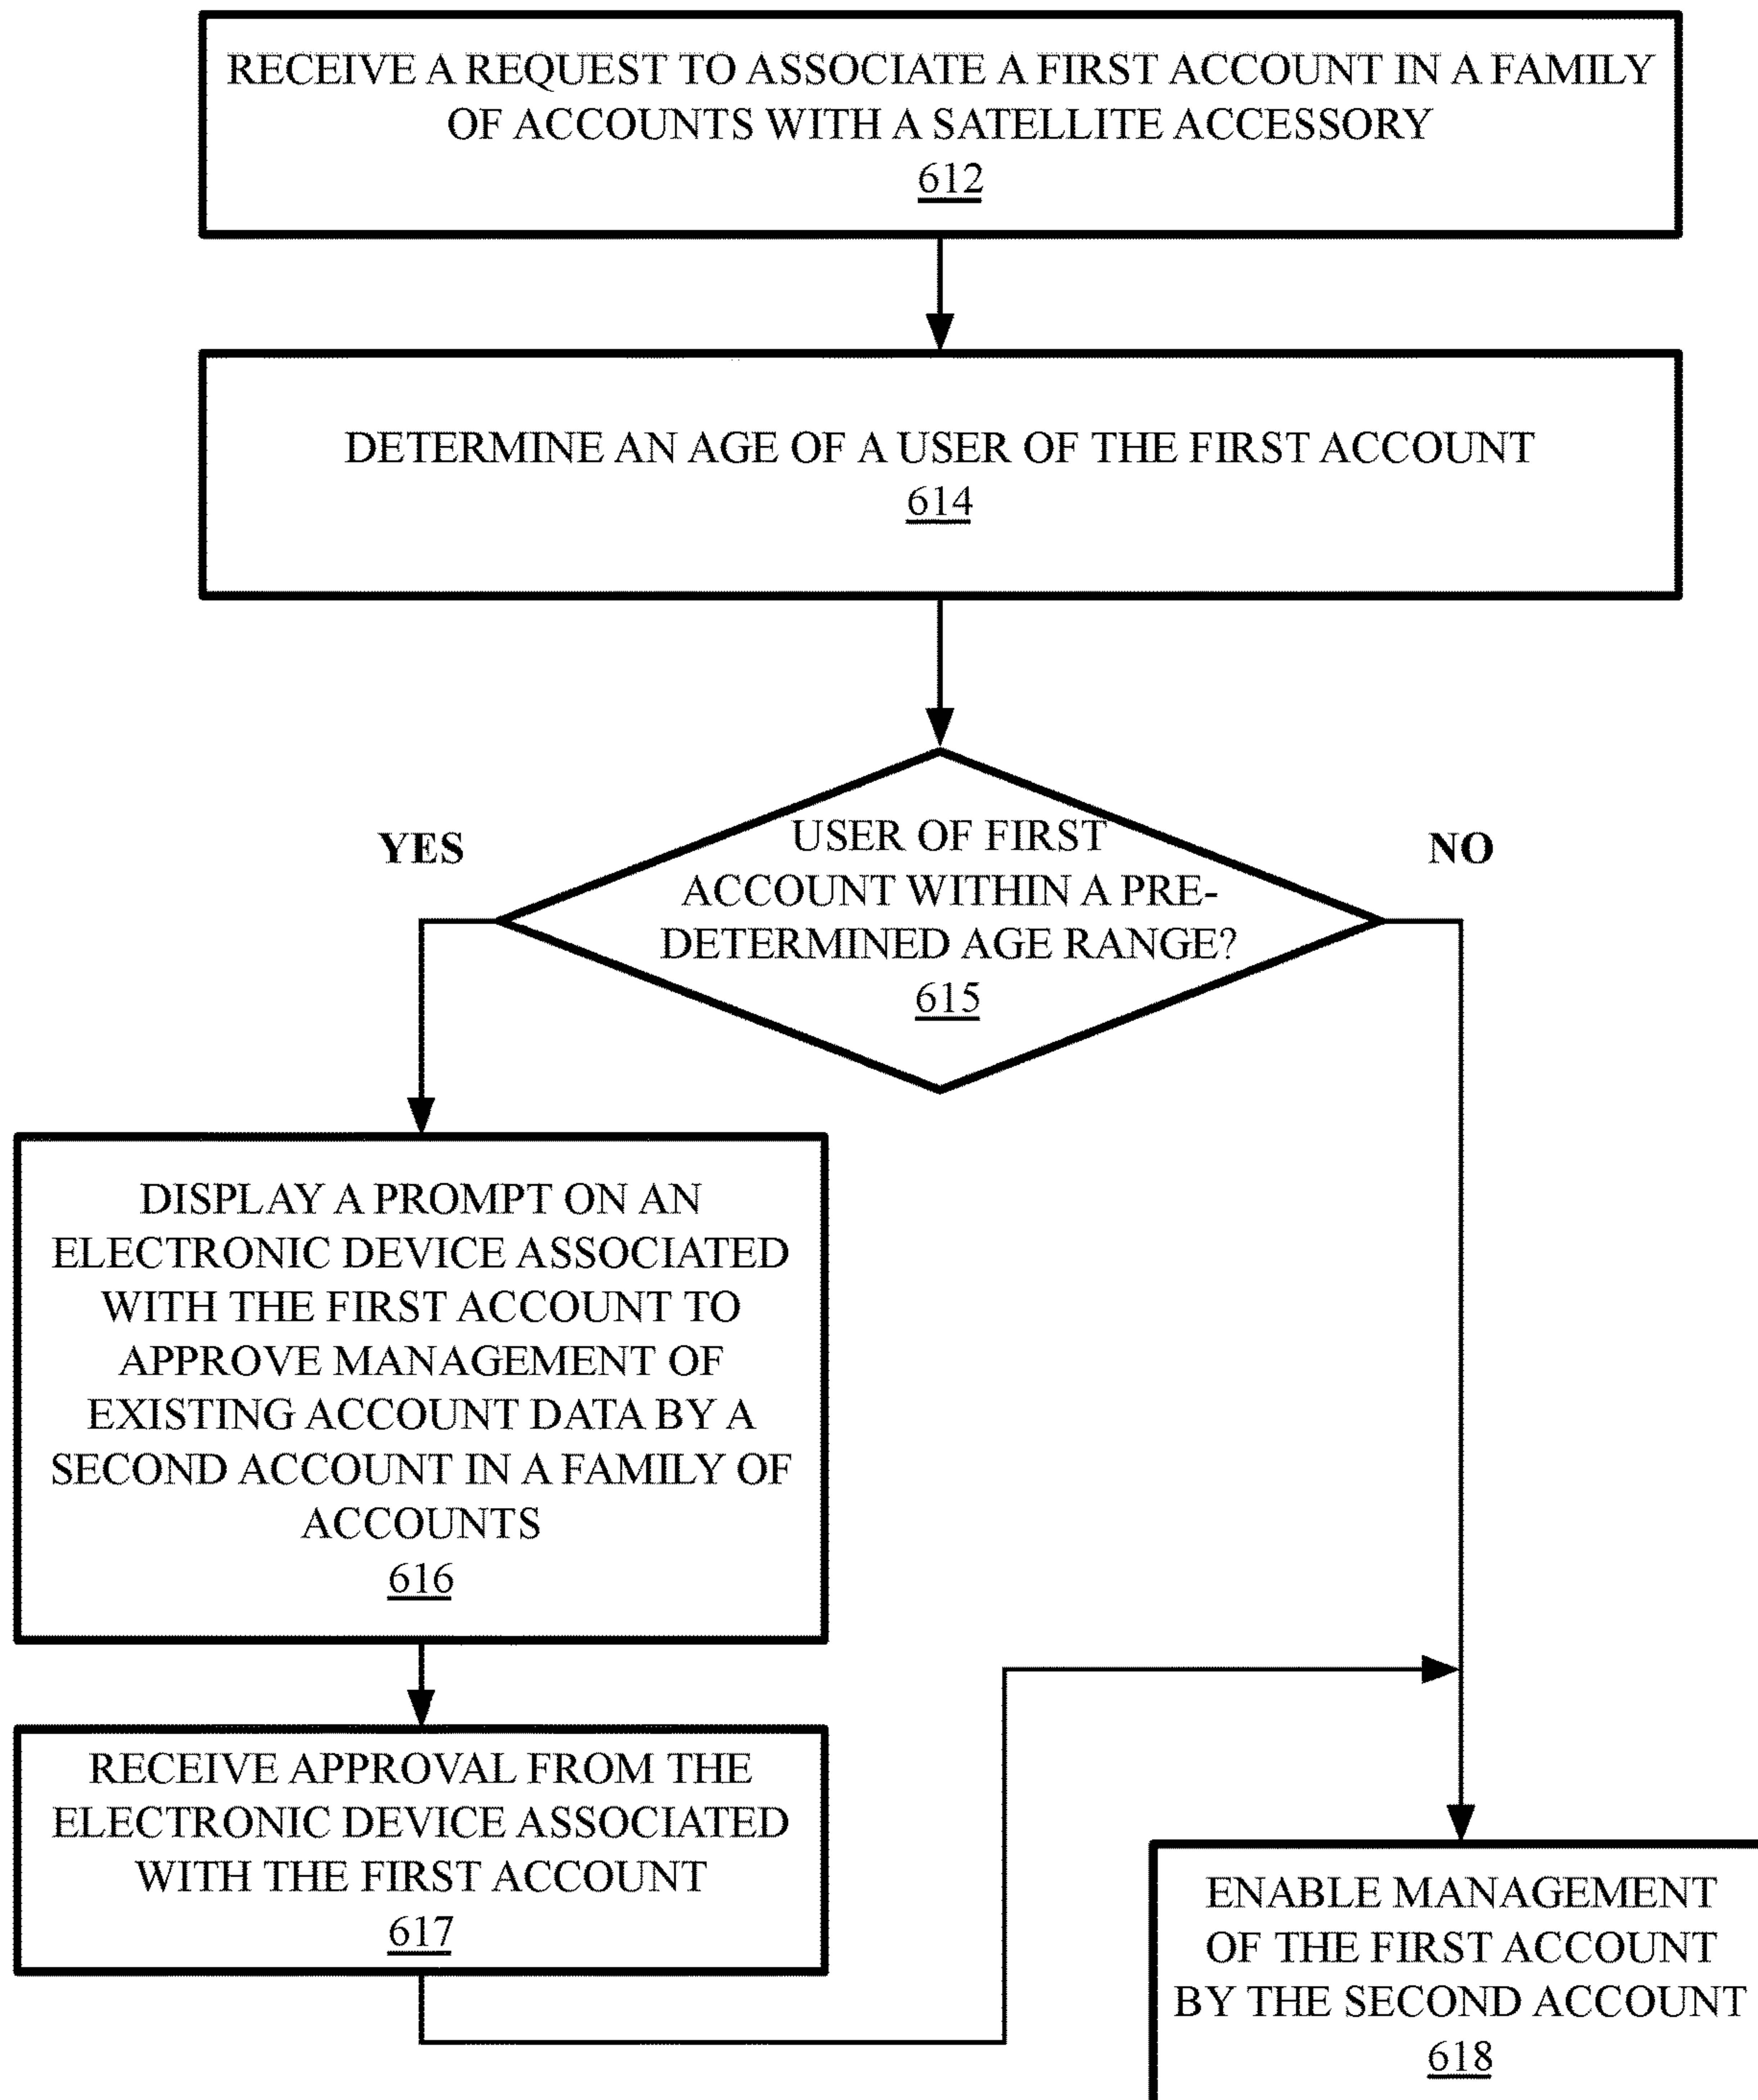 RECEIVE A REQUEST TO ASSOCIATE A FIRST ACCOUNT IN A FAMILY
OF ACCOUNTS WITH A SATELLITE ACCESSORY
612
DETERMINE AN AGE OF A USER OF THE FIRST ACCOUNT
614
USER OF FIRST
ACCOUNT WITHIN A PRE-
DETERMINED AGE RANGE?
615
YES
NO
DISPLAY A PROMPT ON AN
ELECTRONIC DEVICE ASSOCIATED
WITH THE FIRST ACCOUNT TO
APPROVE MANAGEMENT OF
EXISTING ACCOUNT DATA BY A
SECOND ACCOUNT IN A FAMILY OF
ACCOUNTS
616
RECEIVE APPROVAL FROM THE
ELECTRONIC DEVICE ASSOCIATED
WITH THE FIRST ACCOUNT
617
ENABLE MANAGEMENT
OF THE FIRST ACCOUNT
BY THE SECOND ACCOUNT
618